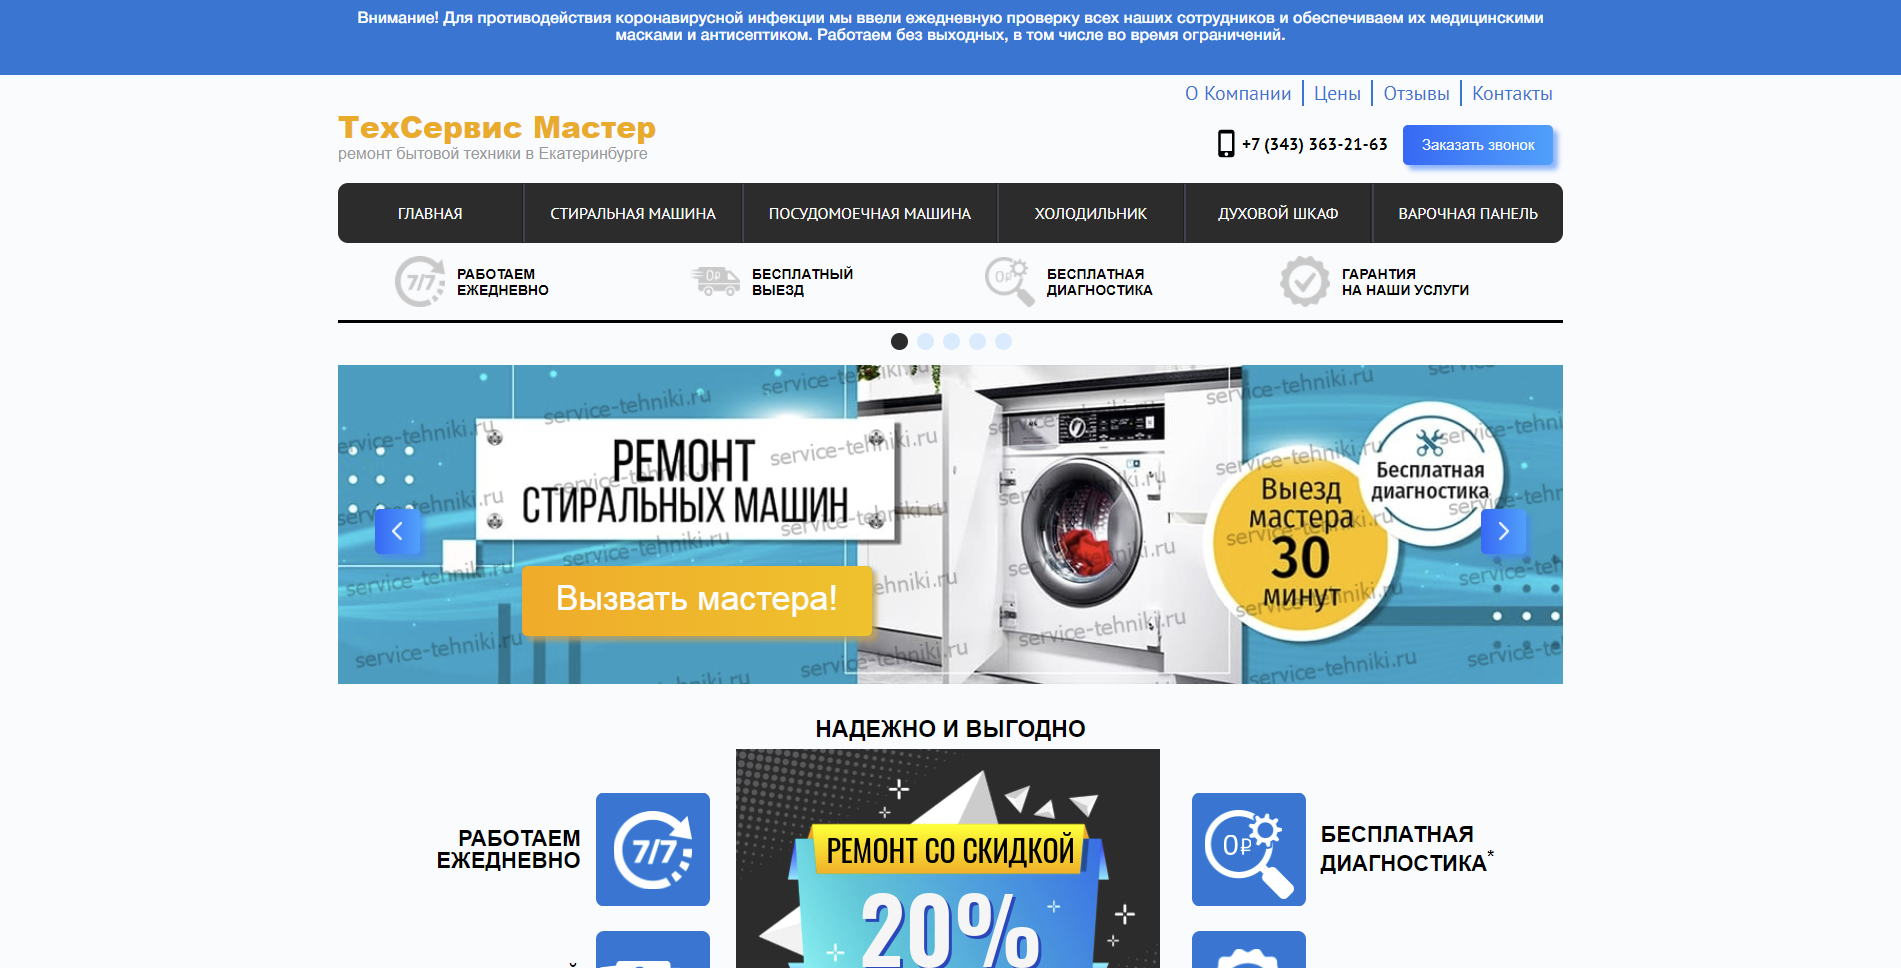 Внимание! Для противодействия коронавирусной инфекции мы ввели ежедневную проверку всех наших сотрудников и обеспечиваем их медицинскими
масками и антисептиком. Работаем без выходных, в том числе во время ограничений.
О Компании
Цены
Отзывы
Контакты
ТехСервис Мастер
ремонт бытовой техники в Екатеринбурге
+7 (343) 363-21-63
Заказать звонок
ГЛАВНАЯ
СТИРАЛЬНАЯ МАШИНА
ПОСУДОМОЕЧНАЯ МАШИНА
ХОЛОДИЛЬНИК
ДУХОВОЙ ШКАФ
ВАРОЧНАЯ ПАНЕЛЬ
7/7
РАБОТАЕМ
ЕЖЕДНЕВНО
0₽
БЕСПЛАТНЫЙ
ВЫЕЗД
0₽
БЕСПЛАТНАЯ
ДИАГНОСТИКА
ГАРАНТИЯ
НА НАШИ УСЛУГИ
РЕМОНТ
СТИРАЛЬНЫХ МАШИН
Вызвать мастера!
Выезд
мастера
30
минут
Бесплатная
диагностика
service-tehniki.ru
НАДЕЖНО И ВЫГОДНО
РАБОТАЕМ
ЕЖЕДНЕВНО
7/7
РЕМОНТ СО СКИДКОЙ
20%
0₽
БЕСПЛАТНАЯ
ДИАГНОСТИКА*